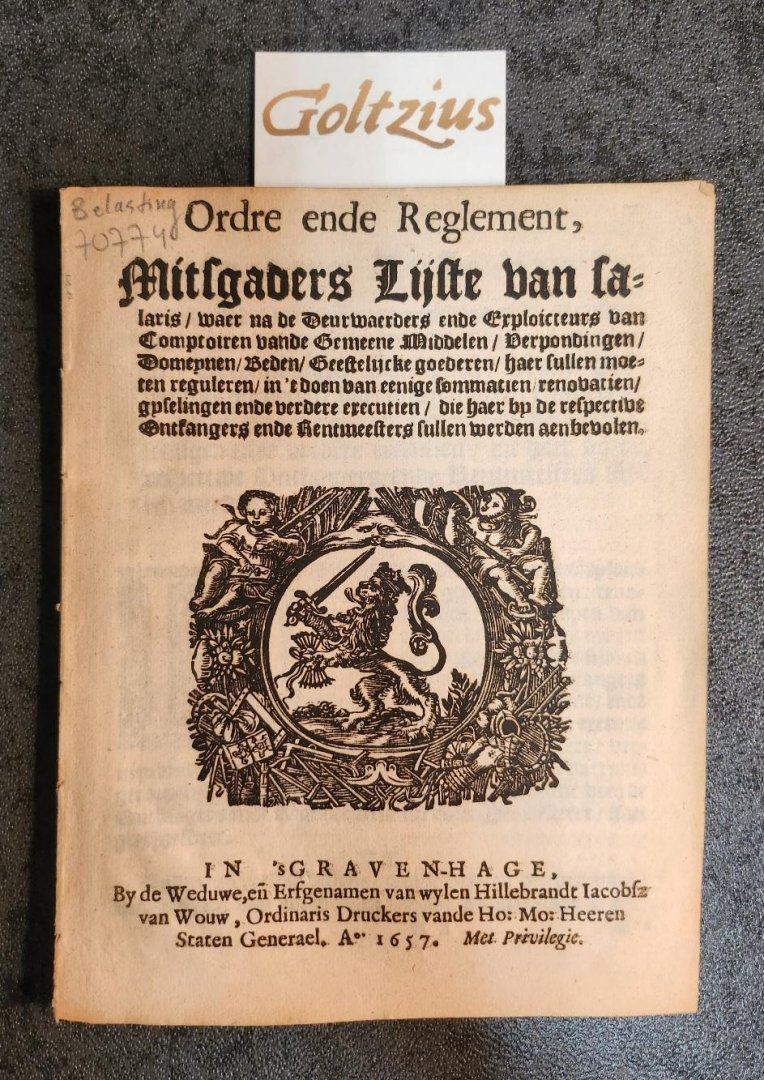 Goltzius
Belasting
707740
Ordre ende Reglement,
Mitſgaders Lijſte van ſa-
laris/ waer na de Deurwaerders ende Exploicteurs van
Comptoiren vande Gemeene Middelen/ Verpondingen/
Domeynen/ Beden/ Geeſtelijcke goederen/ haer ſullen moe-
ten reguleren/ in 't doen van eenige ſommatien/ renovatien/
gyſelingen ende verdere executien/ die haer by de reſpective
Ontfangers ende Rentmeeſters ſullen werden aenbevolen.
IN 'sGRAVEN-HAGE,
By de Weduwe, eñ Erfgenamen van wylen Hillebrandt Iacobſz
van Wouw, Ordinaris Druckers vande Ho: Mo: Heeren
Staten Generael. Aº. 1657. Met Privilegie.